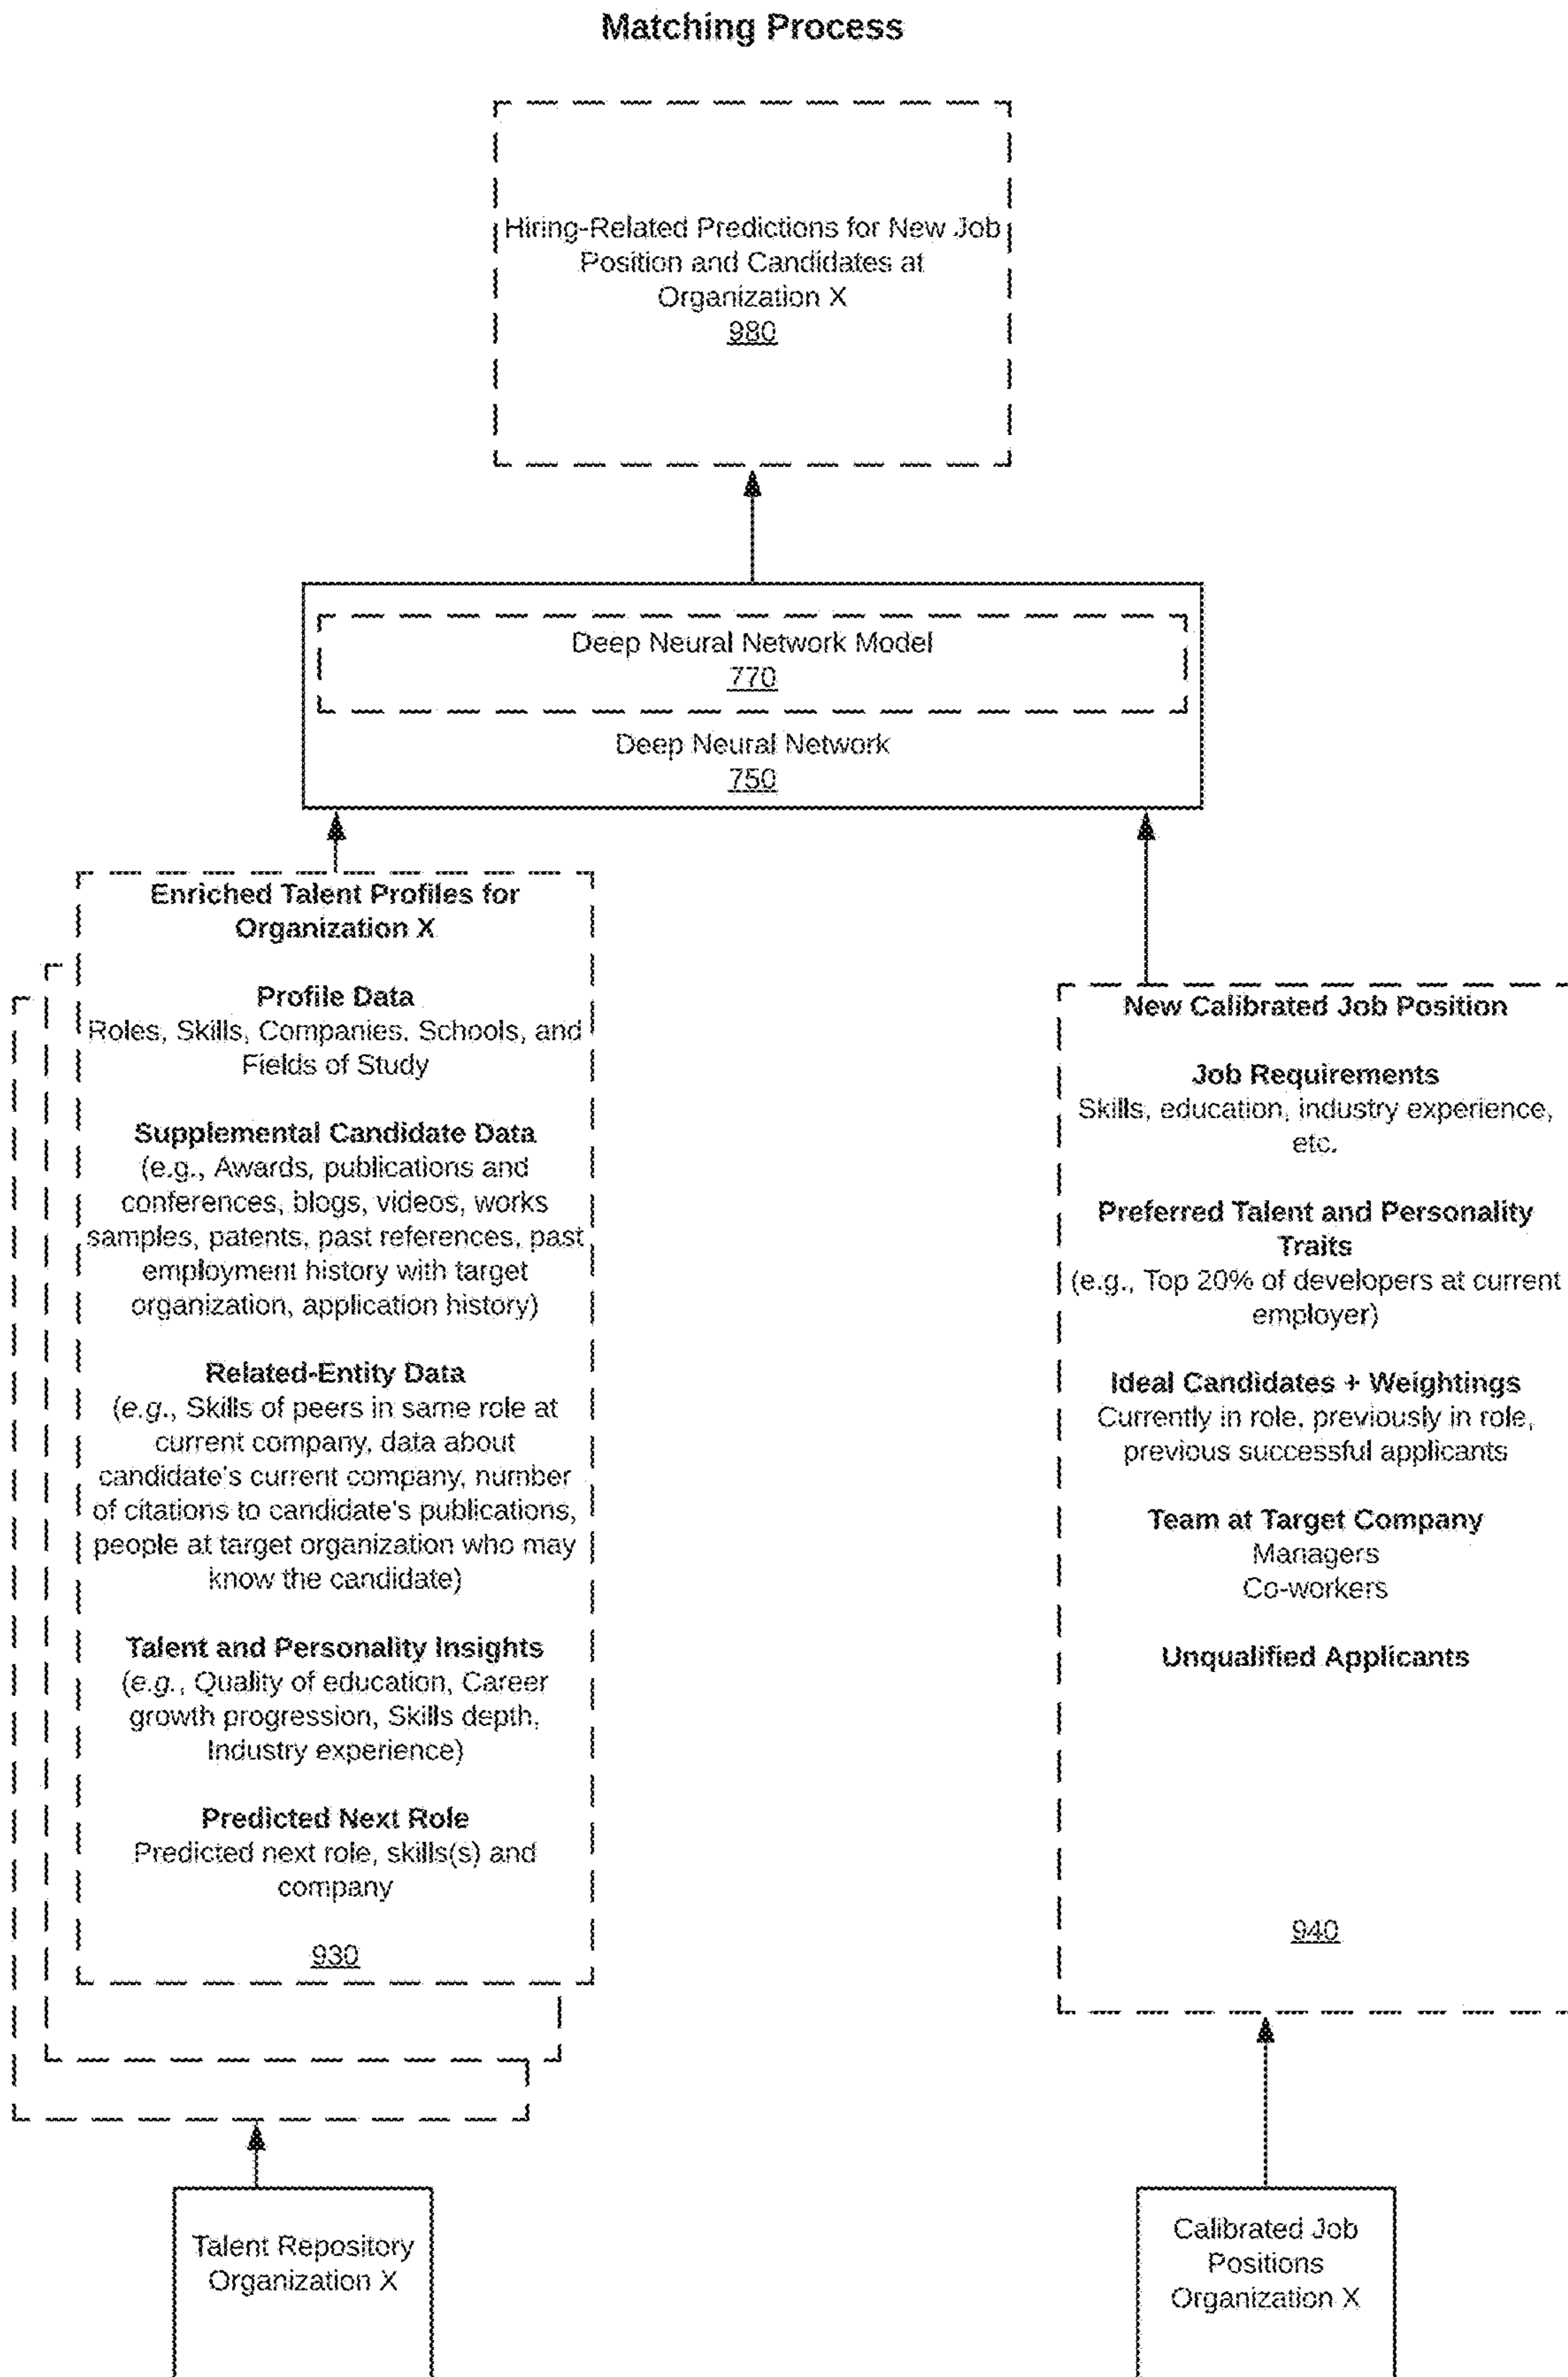 Matching Process
Hiring-Related Predictions for New Job
Position and Candidates at
Organization X
980
Deep Neural Network Model
770
Deep Neural Network
750
Enriched Talent Profiles for
Organization X
Profile Data
Roles, Skills, Companies, Schools, and
Fields of Study
Supplemental Candidate Data
(e.g., Awards, publications and
conferences, blogs, videos, works
samples, patents, past references, past
employment history with target
organization, application history)
Related-Entity Data
(e.g., Skills of peers in same role at
current company, data about
candidate's current company, number
of citations to candidate's publications,
people at target organization who may
know the candidate)
Talent and Personality Insights
(e.g., Quality of education, Career
growth progression, Skills depth,
Industry experience)
Predicted Next Role
Predicted next role, skills(s) and
company
930
New Calibrated Job Position
Job Requirements
Skills, education, industry experience,
etc.
Preferred Talent and Personality
Traits
(e.g., Top 20% of developers at current
employer)
Ideal Candidates + Weightings
Currently in role, previously in role,
previous successful applicants
Team at Target Company
Managers
Co-workers
Unqualified Applicants
940
Talent Repository
Organization X
Calibrated Job
Positions
Organization X